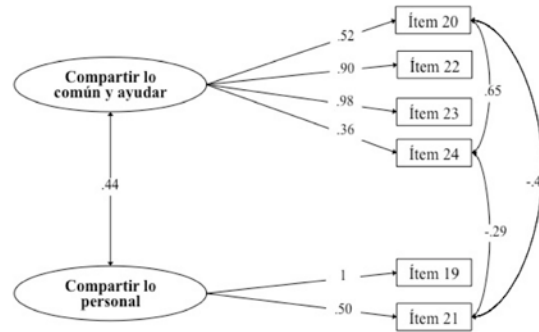 Ítem 20
.52
Compartir lo
común y ayudar
.90
Ítem 22
.98
Ítem 23
.65
.36
Ítem 24
.44
-.4
-.29
Compartir lo
personal
1
Ítem 19
.50
Ítem 21